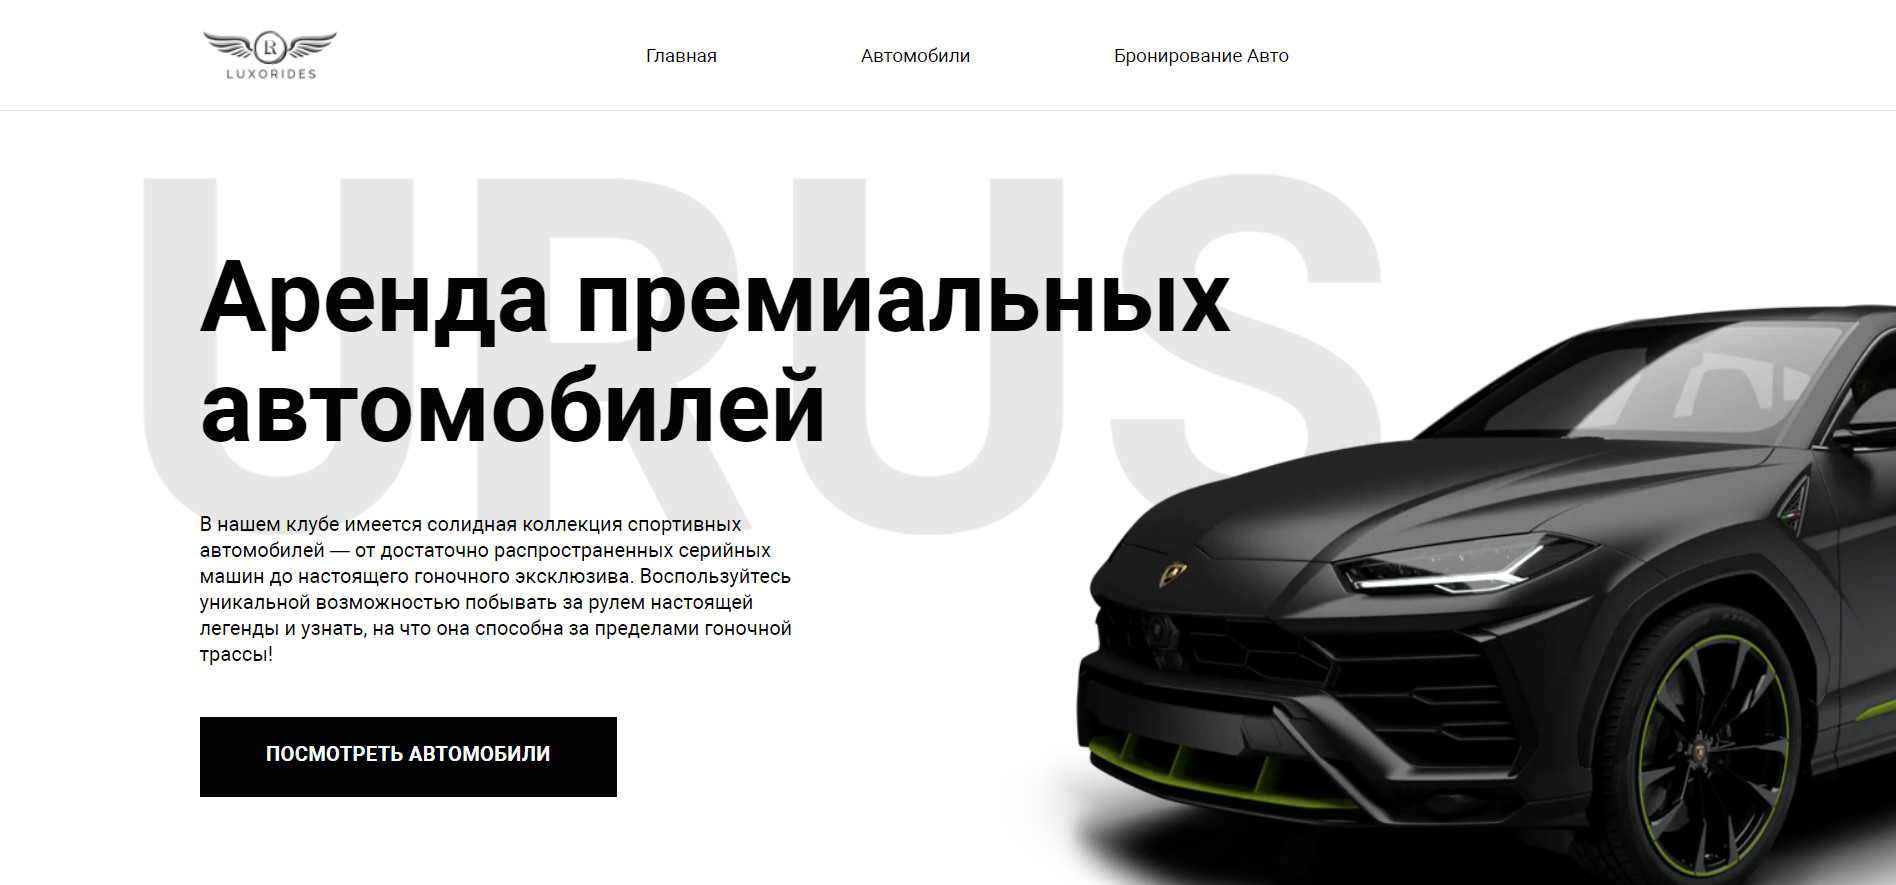 LR
LUXORIDES
Главная
Автомобили
Бронирование Авто
URUS
Аренда премиальных
автомобилей
В нашем клубе имеется солидная коллекция спортивных
автомобилей — от достаточно распространенных серийных
машин до настоящего гоночного эксклюзива. Воспользуйтесь
уникальной возможностью побывать за рулем настоящей
легенды и узнать, на что она способна за пределами гоночной
трассы!
ПОСМОТРЕТЬ АВТОМОБИЛИ